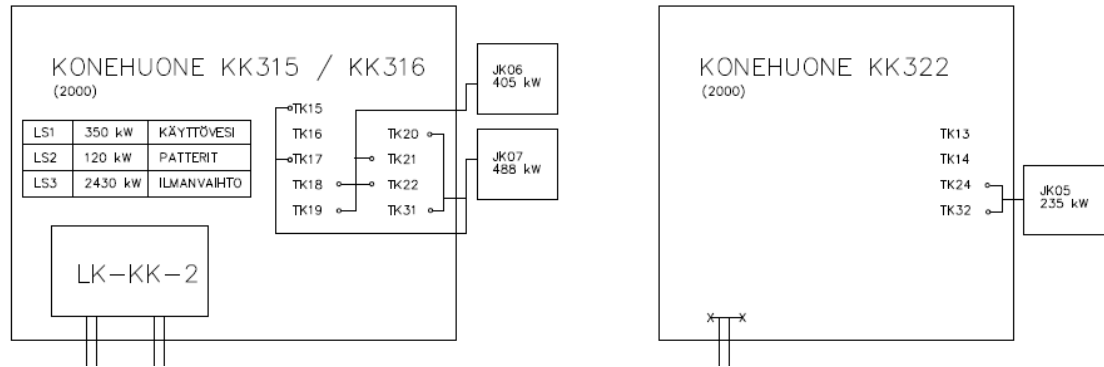 KONEHUONE KK315 / KK316
(2000)
LS1 350 kW KÄYTTÖVESI
LS2 120 kW PATTERIT
LS3 2430 kW ILMANVAIHTO
TK15
TK16
TK17
TK18
TK19
TK20
TK21
TK22
TK31
JK06
405 kW
JK07
488 kW
LK-KK-2
KONEHUONE KK322
(2000)
TK13
TK14
TK24
TK32
JK05
235 kW
X X